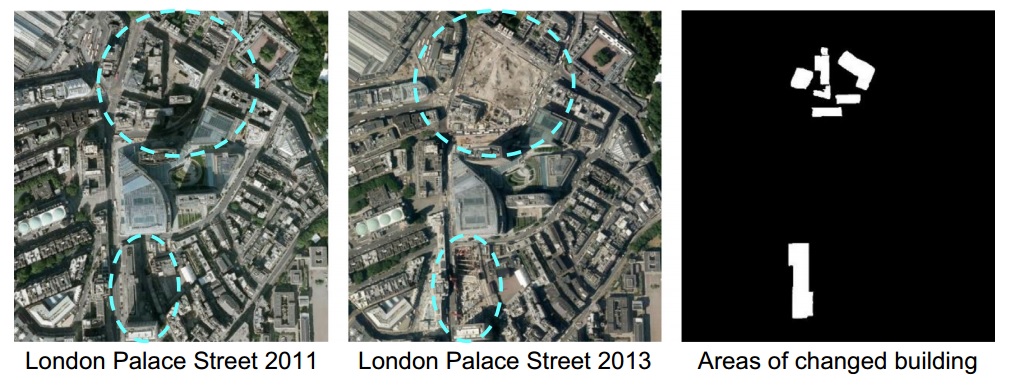 London Palace Street 2011
London Palace Street 2013
Areas of changed building